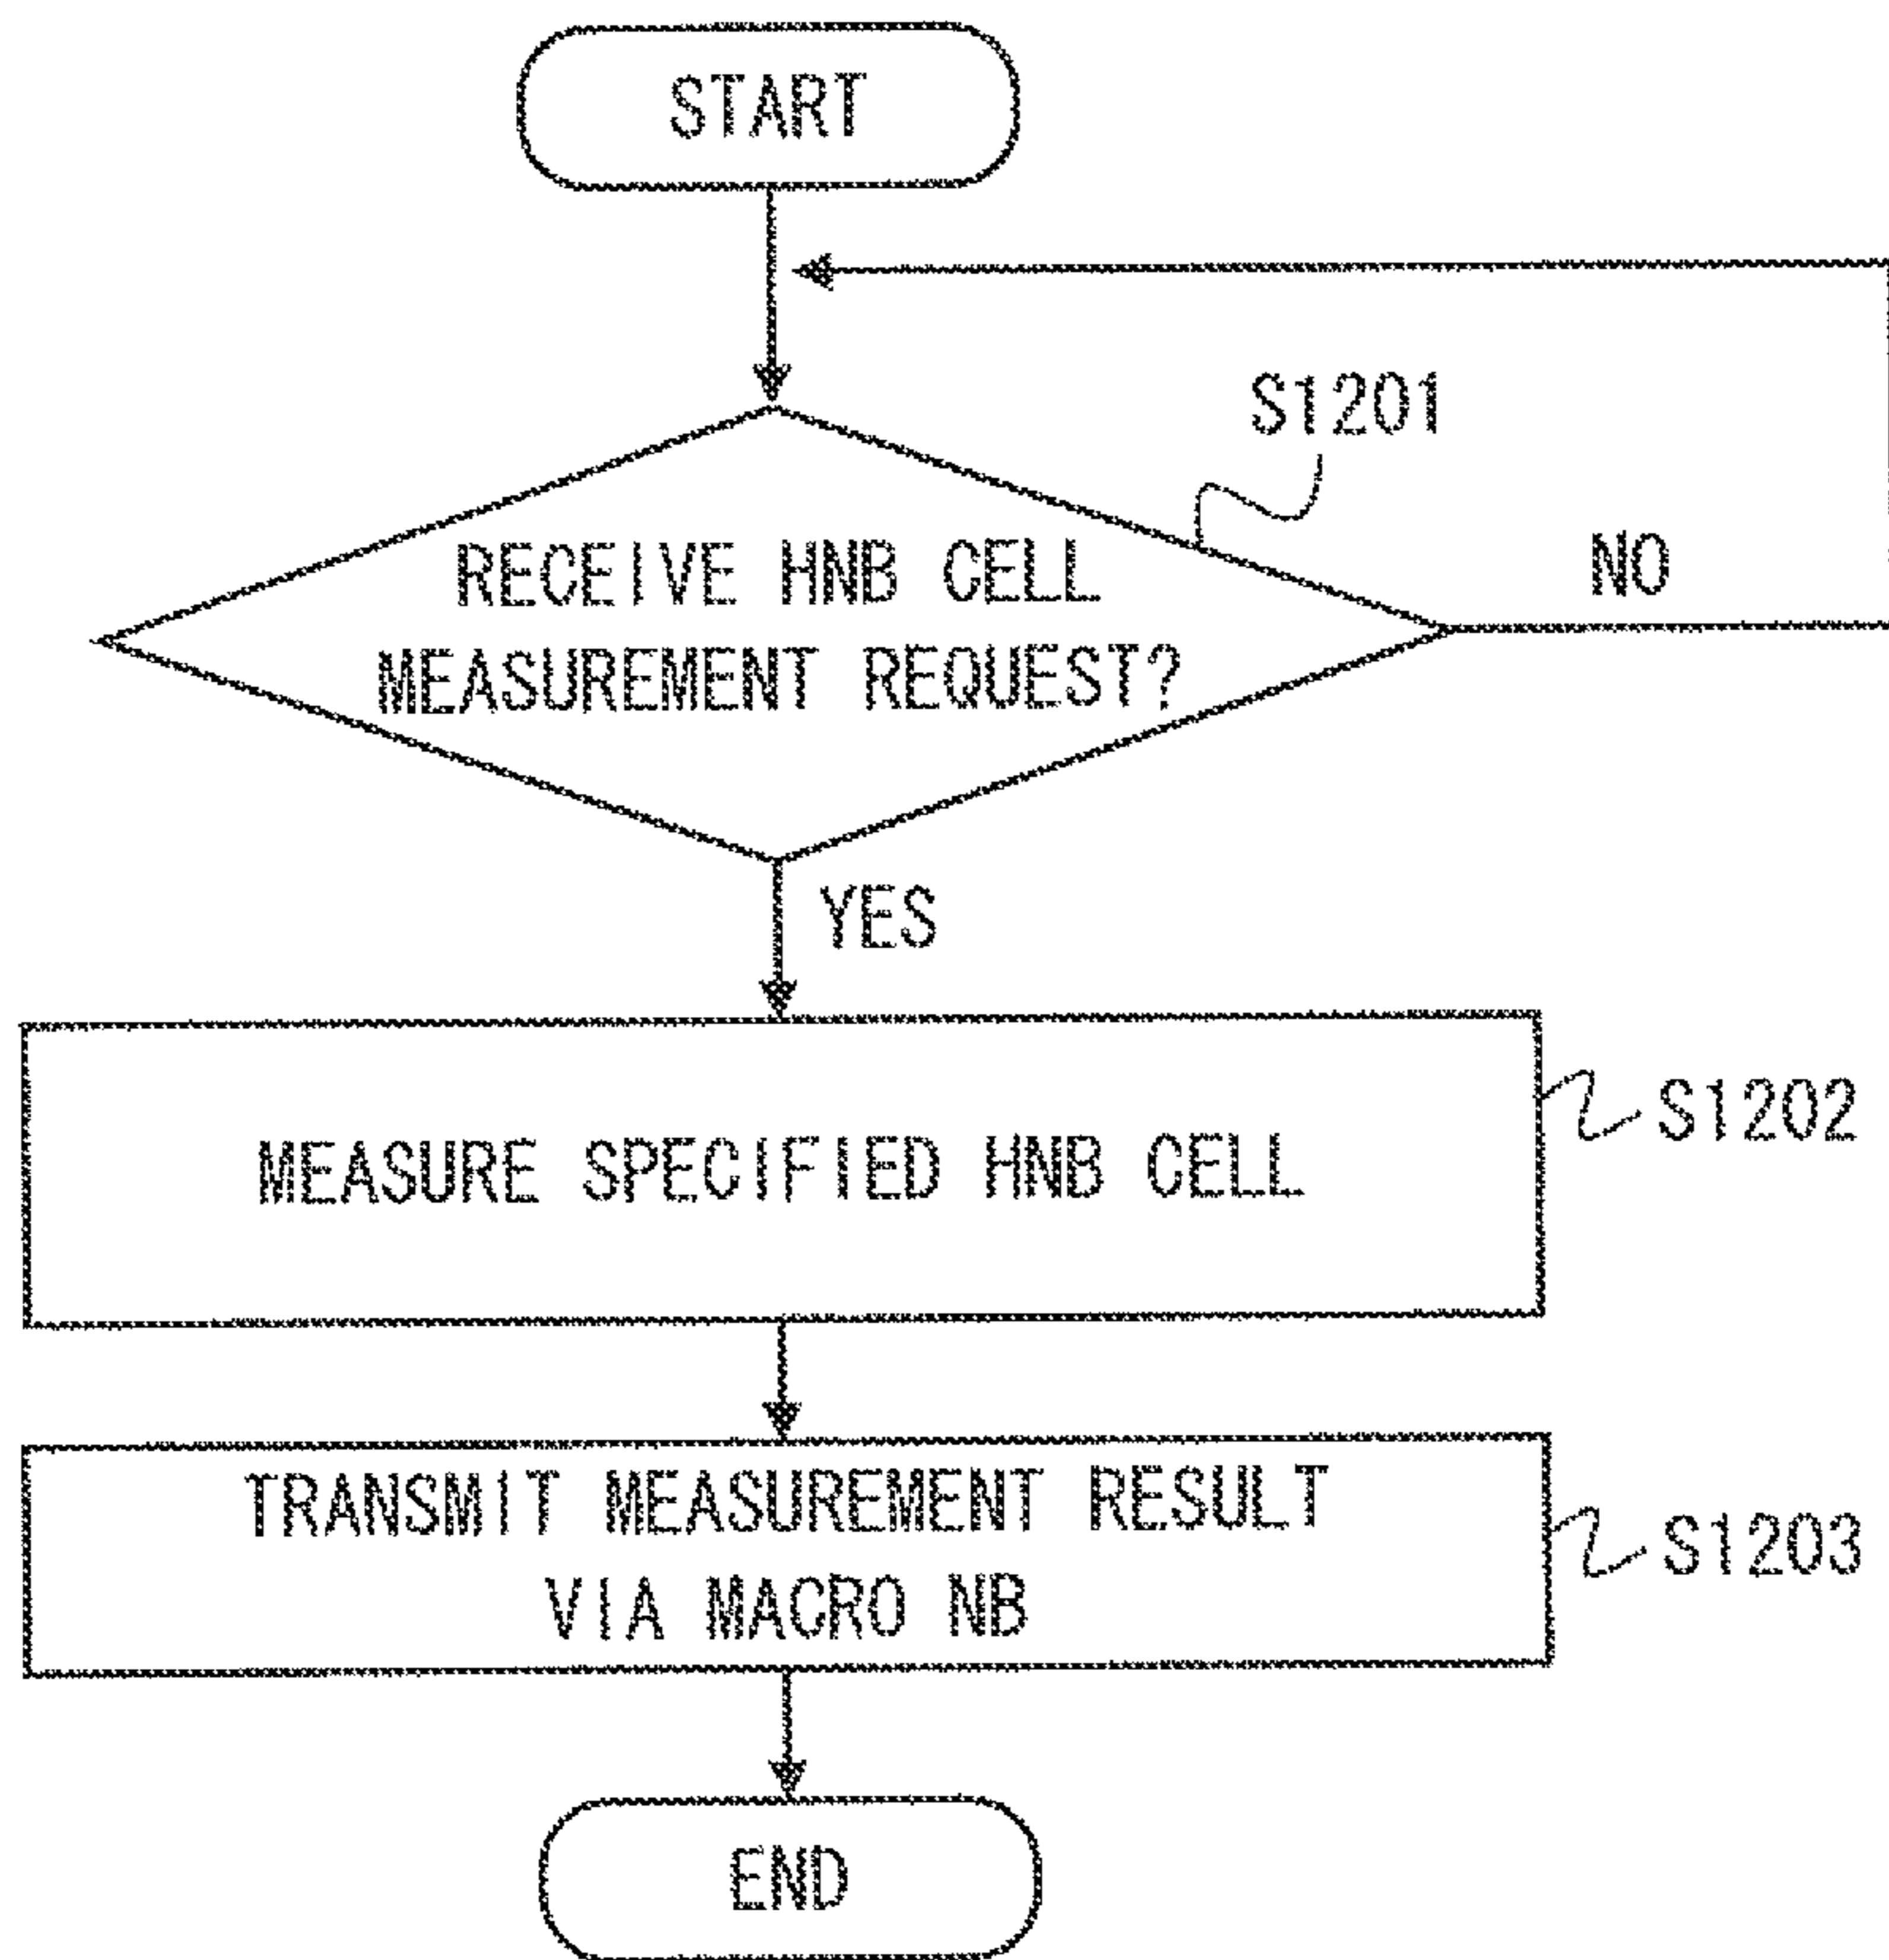 START
S1201
RECEIVE HNB CELL
MEASUREMENT REQUEST?
NO
YES
MEASURE SPECIFIED HNB CELL
S1202
TRANSMIT MEASUREMENT RESULT
VIA MACRO NB
S1203
END